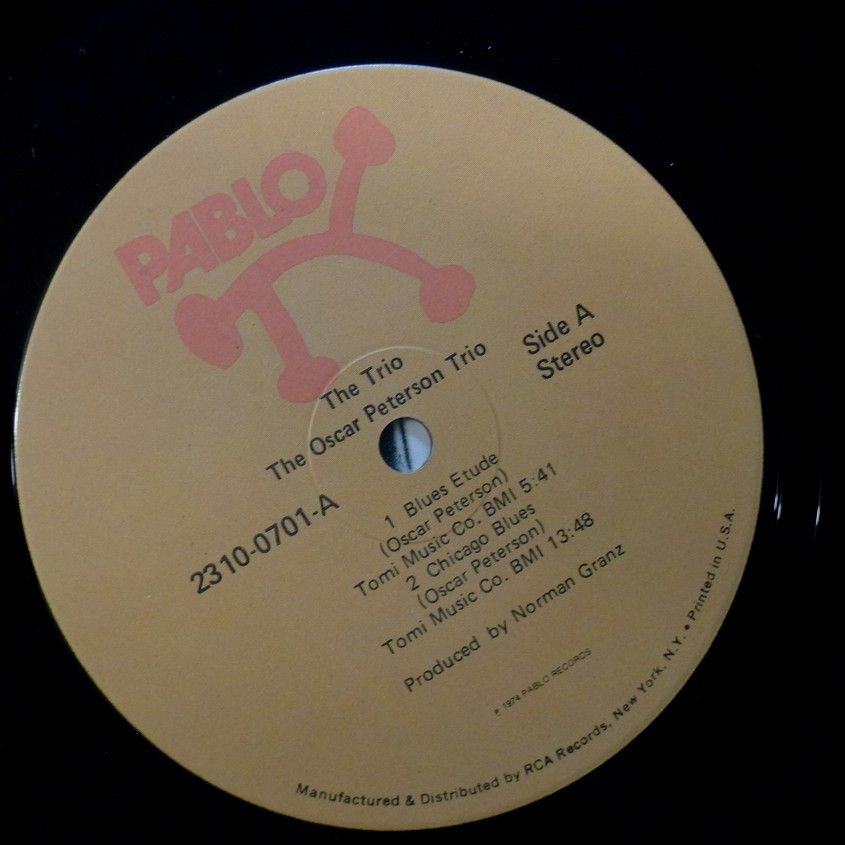 PABLO
The Trio
The Oscar Peterson Trio
Side A
Stereo
2310-0701-A
1 Blues Etude
(Oscar Peterson)
Tomi Music Co. BMI 5:41
2 Chicago Blues
(Oscar Peterson)
Tomi Music Co. BMI 13:48
Produced by Norman Granz
℗ 1974 PABLO RECORDS
Manufactured & Distributed by RCA Records, New York, N.Y. • Printed in U.S.A.